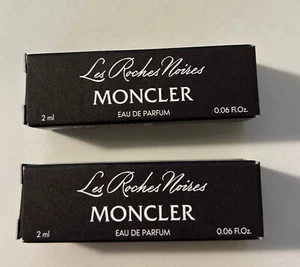 Les Roches Noires
MONCLER
2 ml EAU DE PARFUM 0.06 Fl.Oz.
Les Roches Noires
MONCLER
2 ml EAU DE PARFUM 0.06 Fl.Oz.